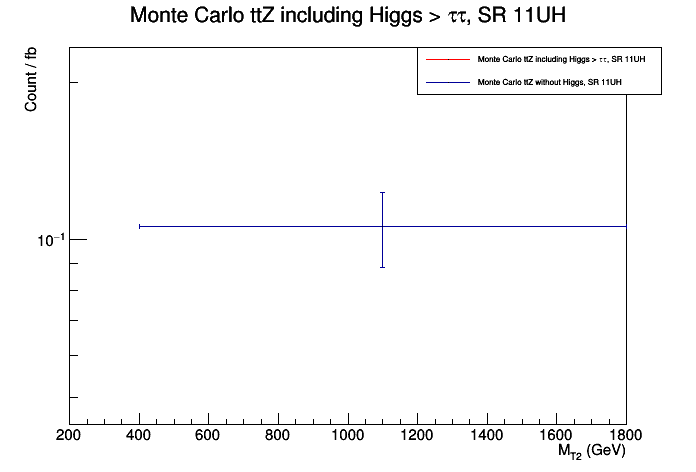 Monte Carlo ttZ including Higgs > ττ, SR 11UH
Count / fb
Monte Carlo ttZ including Higgs > ττ, SR 11UH
Monte Carlo ttZ without Higgs, SR 11UH
10⁻¹
200 400 600 800 1000 1200 1400 1600 1800
M_T2 (GeV)